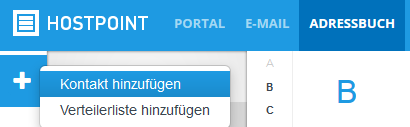 HOSTPOINT PORTAL E-MAIL ADRESSBUCH
+
Kontakt hinzufügen
Verteilerliste hinzufügen
A
B
C
B